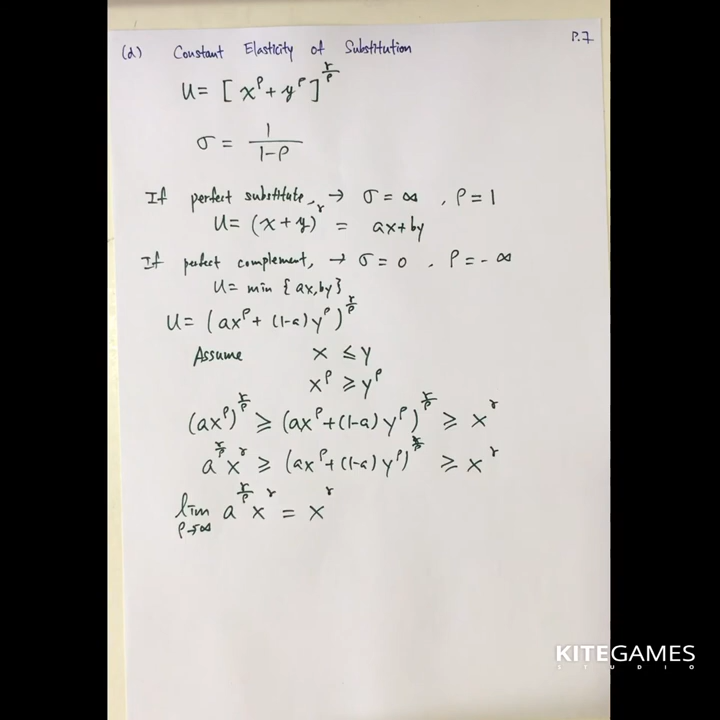 P.7
(d) Constant Elasticity of Substitution
U = [x^ρ + y^ρ]^(r/ρ)
σ = 1/(1-ρ)
If perfect substitute, → σ = ∞ , ρ = 1
U = (x+y)^r = ax+by
If perfect complement, → σ = 0 , ρ = -∞
U = min {ax,by}
U = (ax^ρ + (1-a)y^ρ)^(r/ρ)
Assume x ≤ y
x^ρ ≥ y^ρ
(ax^ρ)^(r/ρ) ≥ (ax^ρ + (1-a)y^ρ)^(r/ρ) ≥ x^r
a^(r/ρ) x^r ≥ (ax^ρ + (1-a)y^ρ)^(r/ρ) ≥ x^r
lim ρ→-∞ a^(r/ρ) x^r = x^r
KITEGAMES
STUDIO